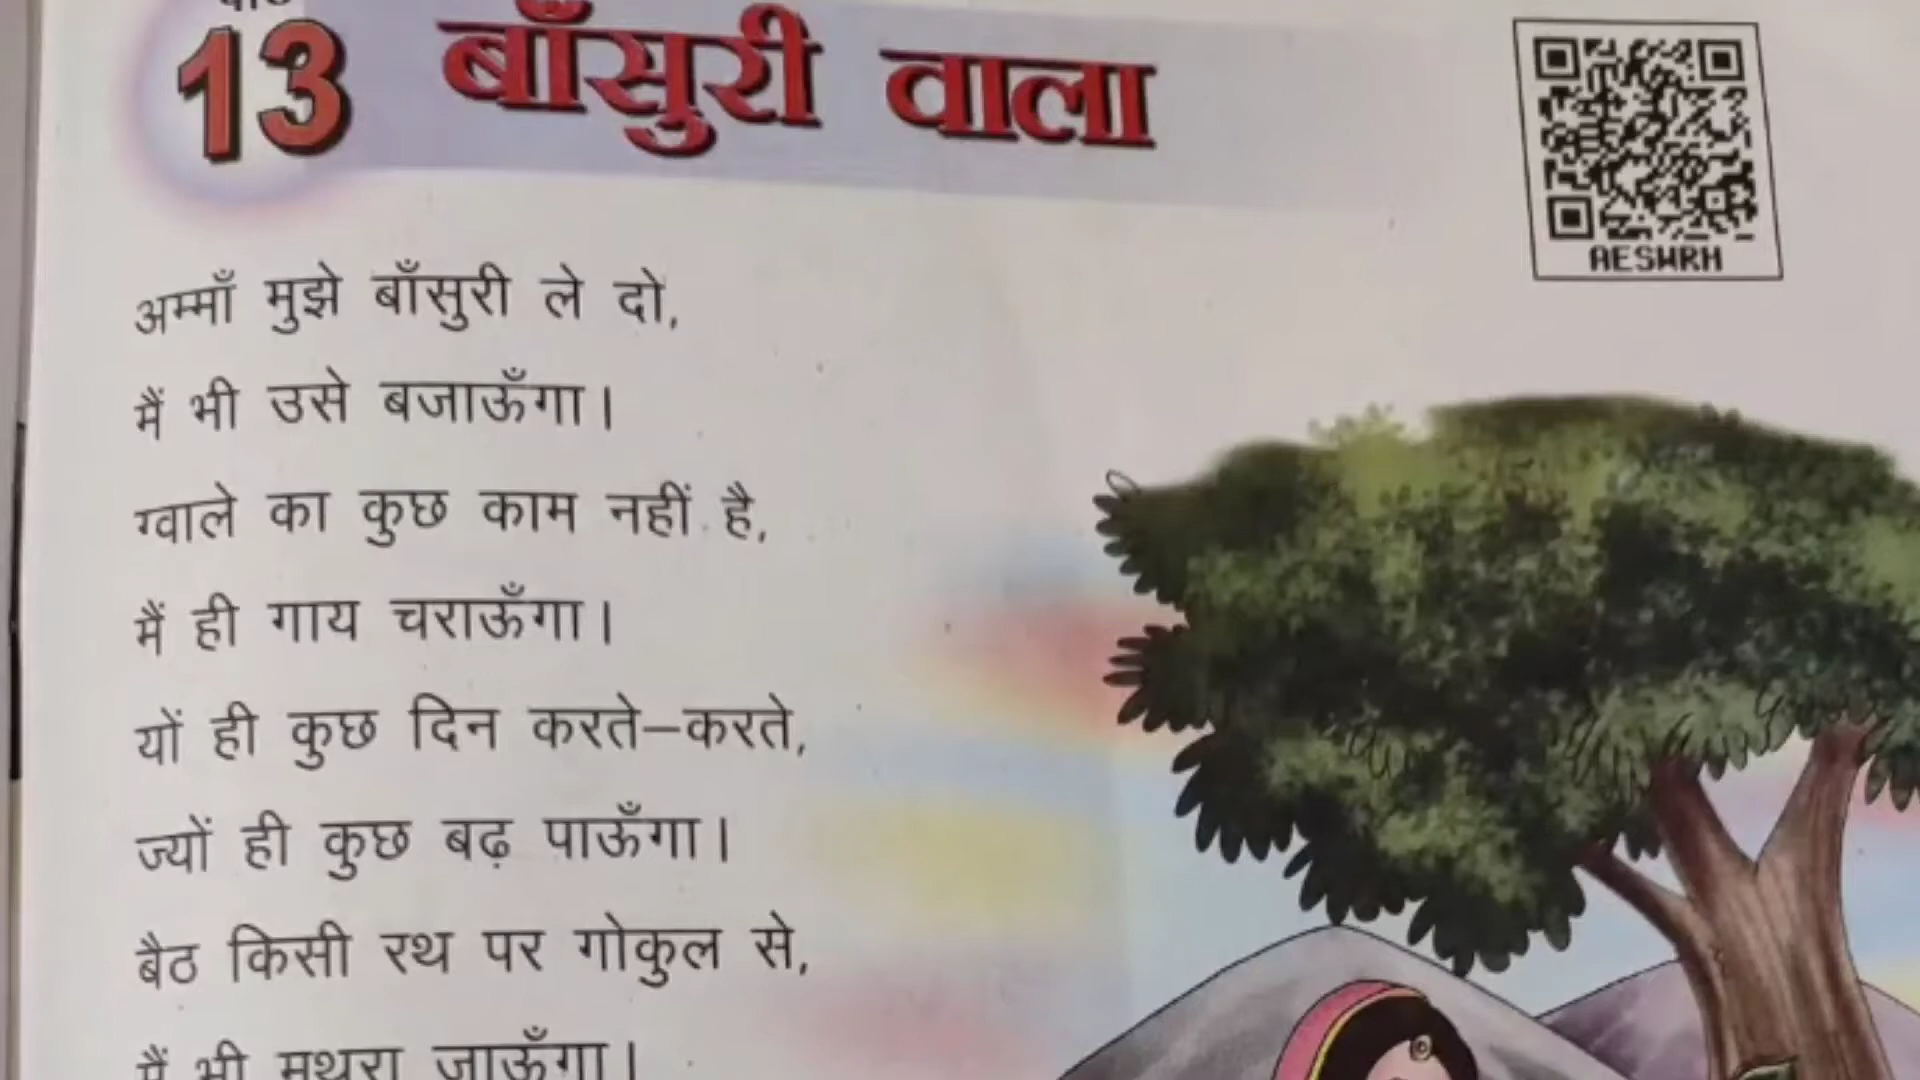 पाठ
13 बाँसुरी वाला
AESWRH
अम्माँ मुझे बाँसुरी ले दो,
मैं भी उसे बजाऊँगा।
ग्वाले का कुछ काम नहीं है,
मैं ही गाय चराऊँगा।
यों ही कुछ दिन करते–करते,
ज्यों ही कुछ बढ़ पाऊँगा।
बैठ किसी रथ पर गोकुल से,
मैं भी मथुरा जाऊँगा।